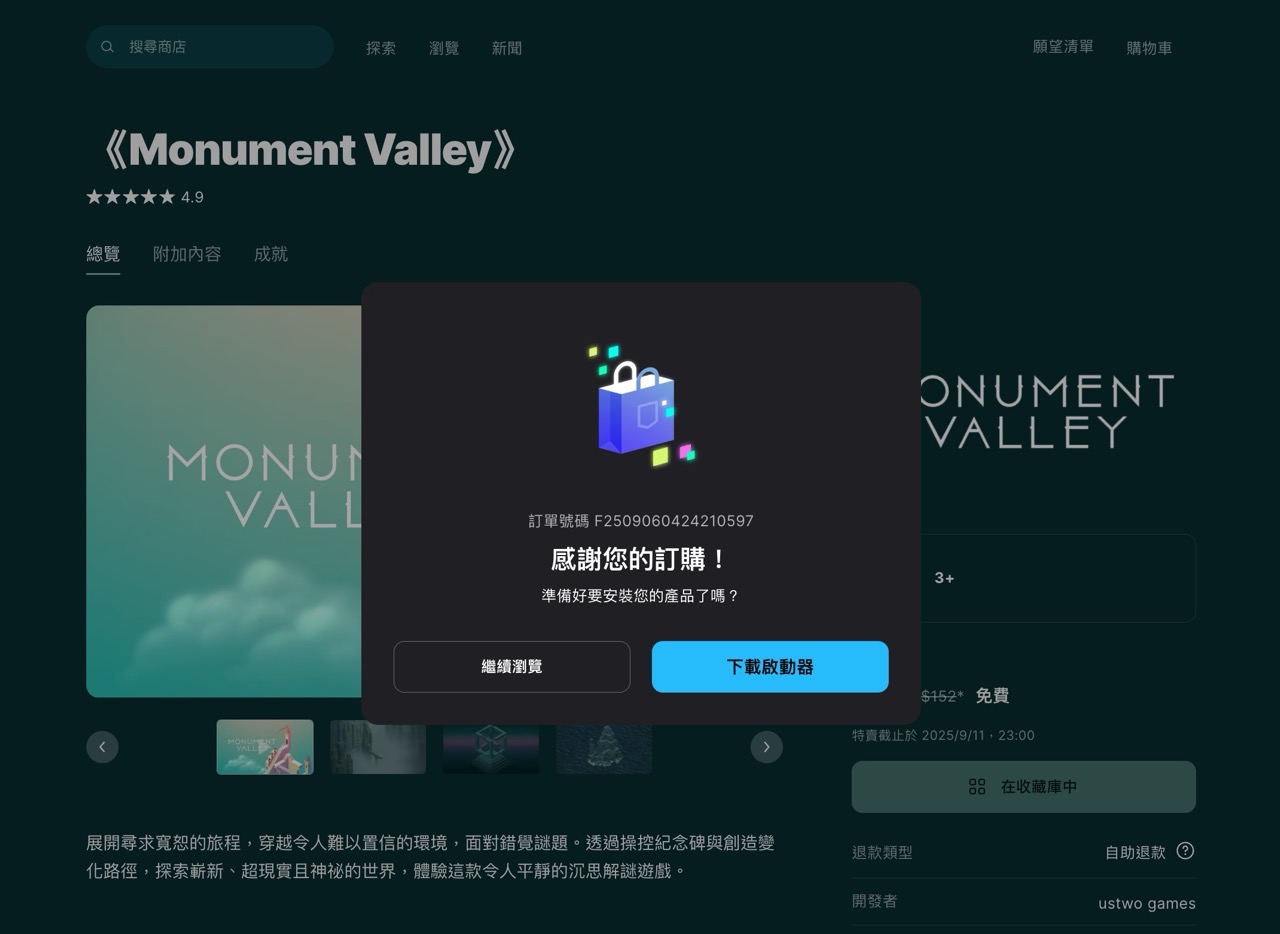 搜尋商店
探索
瀏覽
新聞
願望清單
購物車
《Monument Valley》
★★★★★ 4.9
總覽
附加內容
成就
訂單號碼 F2509060424210597
感謝您的訂購！
準備好要安裝您的產品了嗎？
繼續瀏覽
下載啟動器
ONUMENT
VALLEY
MONUM
VALL
3+
$152* 免費
特賣截止於 2025/9/11，23:00
在收藏庫中
退款類型
自助退款
開發者
ustwo games
MONUMENT
VALLEY
展開尋求寬恕的旅程，穿越令人難以置信的環境，面對錯覺謎題。透過操控紀念碑與創造變
化路徑，探索嶄新、超現實且神祕的世界，體驗這款令人平靜的沉思解謎遊戲。